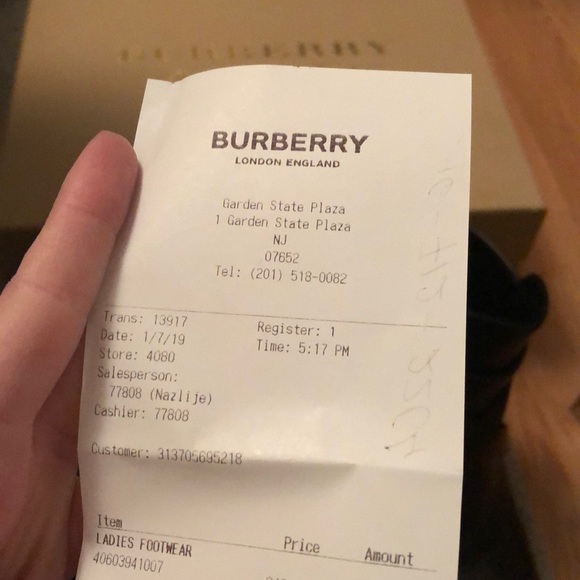 BURBERRY
LONDON ENGLAND
Garden State Plaza
1 Garden State Plaza
NJ
07652
Tel: (201) 518-0082
Trans: 13917
Register: 1
Date: 1/7/19
Time: 5:17 PM
Store: 4080
Salesperson:
77808 (Nazlije)
Cashier: 77808
Customer: 313706695218
Item Price Amount
LADIES FOOTWEAR
40603941007